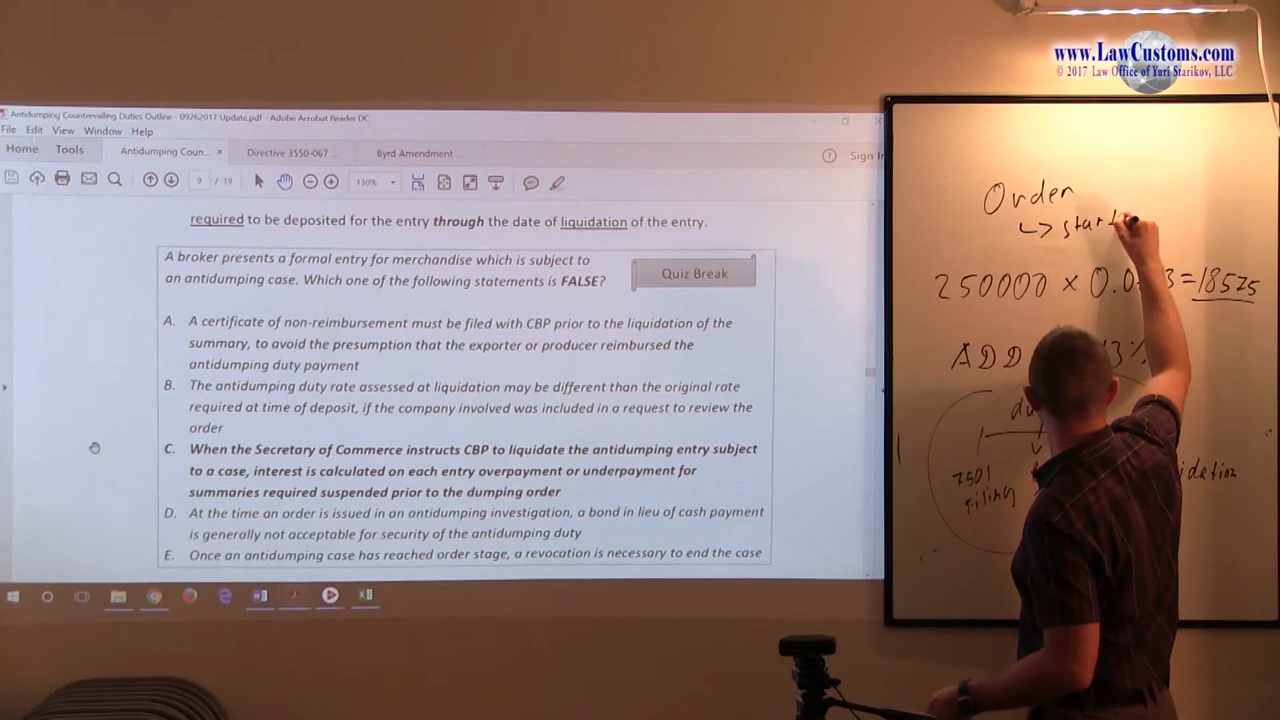 www.LawCustoms.com
© 2017 Law Office of Yuri Starikov, LLC
Antidumping Countervailing Duties Outline - 09262017 Update.pdf - Adobe Acrobat Reader DC
File Edit View Window Help
Home Tools Antidumping Coun... × Directive 3550-067 ... Byrd Amendment ... Sign In
9 / 19 130%
required to be deposited for the entry through the date of liquidation of the entry.
A broker presents a formal entry for merchandise which is subject to
an antidumping case. Which one of the following statements is FALSE?
Quiz Break
A. A certificate of non-reimbursement must be filed with CBP prior to the liquidation of the
summary, to avoid the presumption that the exporter or producer reimbursed the
antidumping duty payment
B. The antidumping duty rate assessed at liquidation may be different than the original rate
required at time of deposit, if the company involved was included in a request to review the
order
C. When the Secretary of Commerce instructs CBP to liquidate the antidumping entry subject
to a case, interest is calculated on each entry overpayment or underpayment for
summaries required suspended prior to the dumping order
D. At the time an order is issued in an antidumping investigation, a bond in lieu of cash payment
is generally not acceptable for security of the antidumping duty
E. Once an antidumping case has reached order stage, a revocation is necessary to end the case
Order
↳ start
250000 × 0.0 3 = 18575
ADD 3%
7501
filing